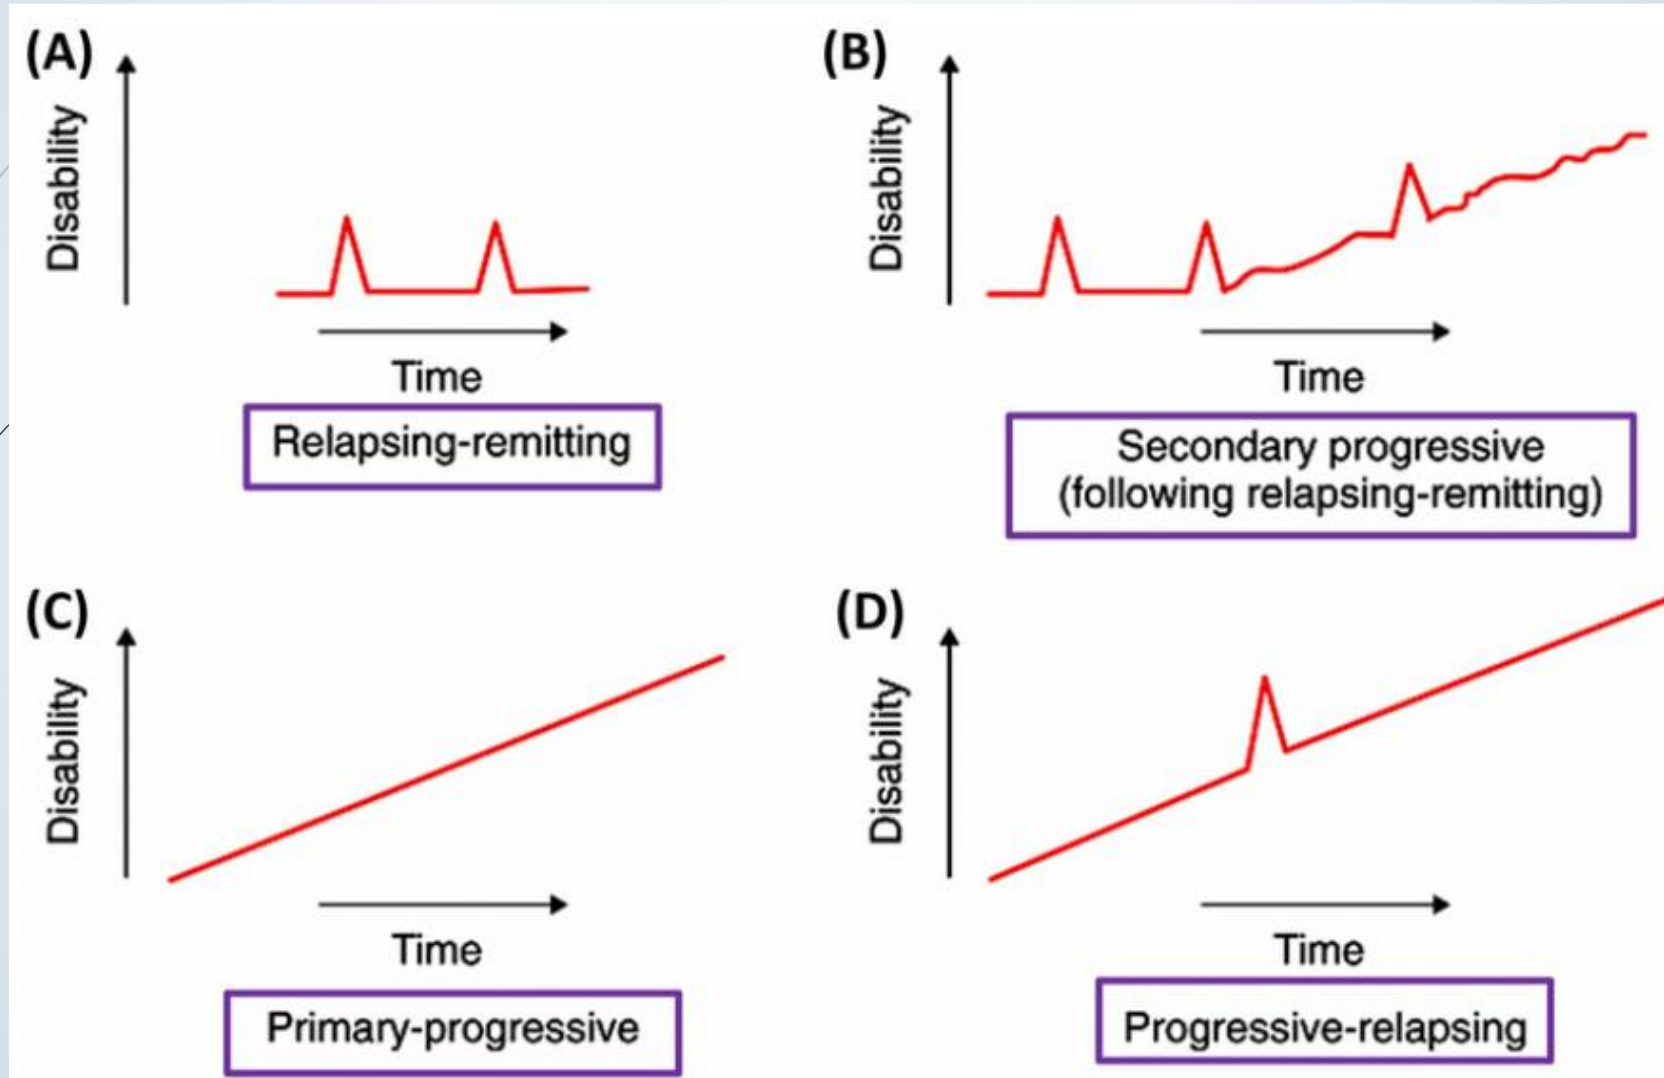 (A)
Disability
Time
Relapsing-remitting
(B)
Disability
Time
Secondary progressive
(following relapsing-remitting)
(C)
Disability
Time
Primary-progressive
(D)
Disability
Time
Progressive-relapsing